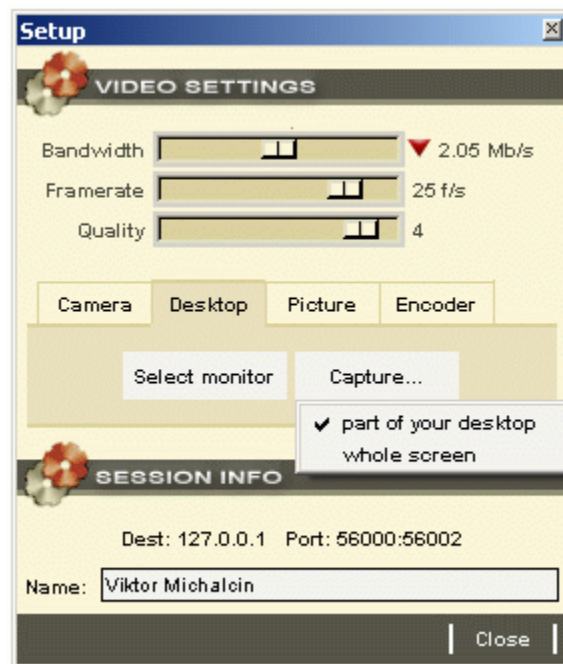 Setup
VIDEO SETTINGS
Bandwidth 2.05 Mb/s
Framerate 25 f/s
Quality 4
Camera Desktop Picture Encoder
Select monitor Capture...
✔ part of your desktop
whole screen
SESSION INFO
Dest: 127.0.0.1 Port: 56000:56002
Name: Viktor Michalcin
Close